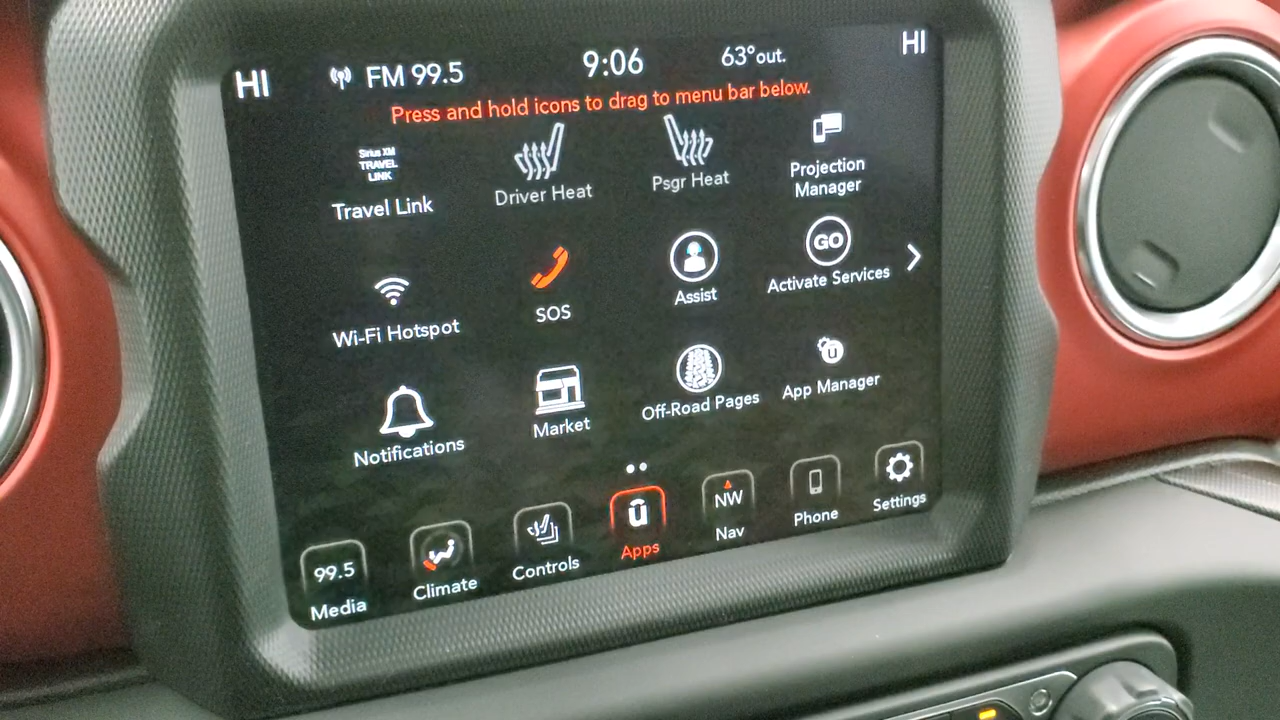 HI FM 99.5 9:06 63° out. HI
Press and hold icons to drag to menu bar below.
Sirius XM
TRAVEL
LINK
Travel Link
Driver Heat
Psgr Heat
Projection
Manager
Wi-Fi Hotspot
SOS
Assist
GO
Activate Services
Notifications
Market
Off-Road Pages
App Manager
99.5
Media
Climate
Controls
Apps
NW
Nav
Phone
Settings